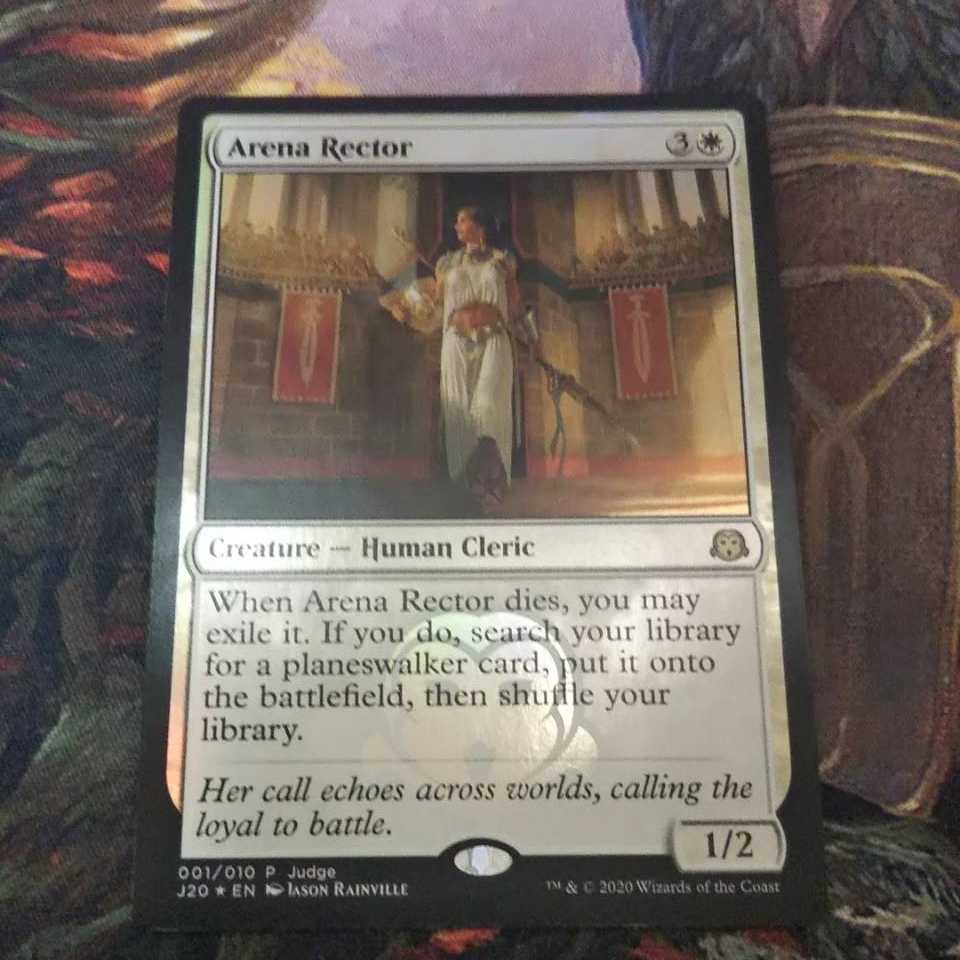 Arena Rector 3
Creature — Human Cleric
When Arena Rector dies, you may
exile it. If you do, search your library
for a planeswalker card, put it onto
the battlefield, then shuffle your
library.
Her call echoes across worlds, calling the
loyal to battle.
1/2
001/010 P Judge
J20 ★ EN Jason Rainville
™ & © 2020 Wizards of the Coast